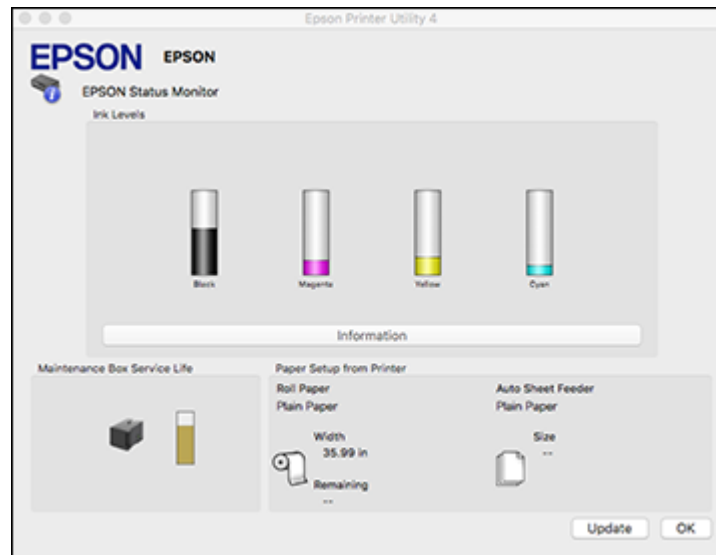 Epson Printer Utility 4
EPSON EPSON
EPSON Status Monitor
Ink Levels
Black Magenta Yellow Cyan
Information
Maintenance Box Service Life
Paper Setup from Printer
Roll Paper Auto Sheet Feeder
Plain Paper Plain Paper
Width Size
35.99 in --
Remaining
--
Update OK